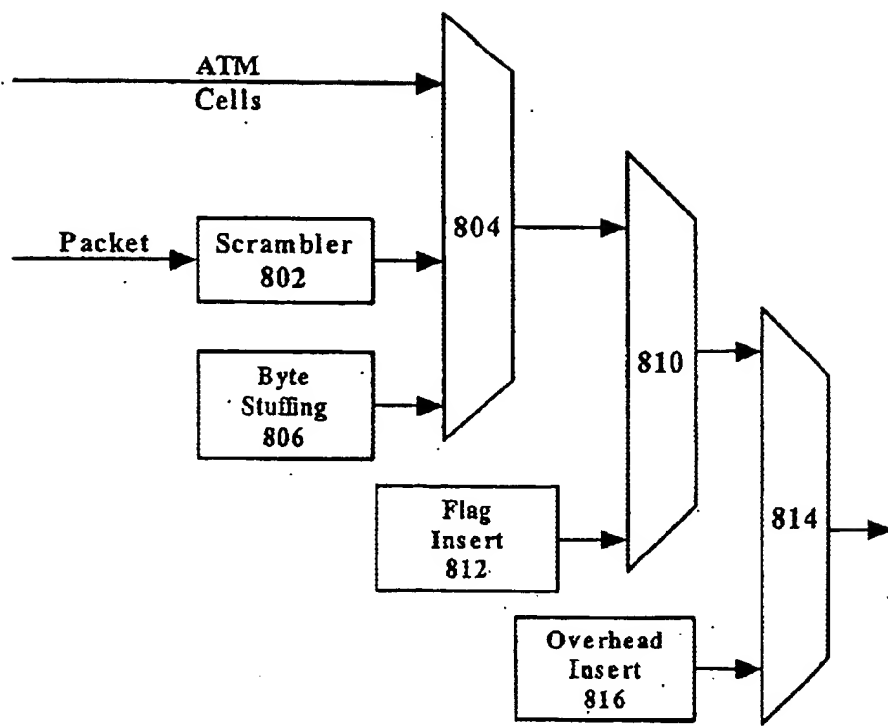 ATM
Cells
804
Packet
Scrambler
802
Byte
Stuffing
806
810
Flag
Insert
812
814
Overhead
Insert
816